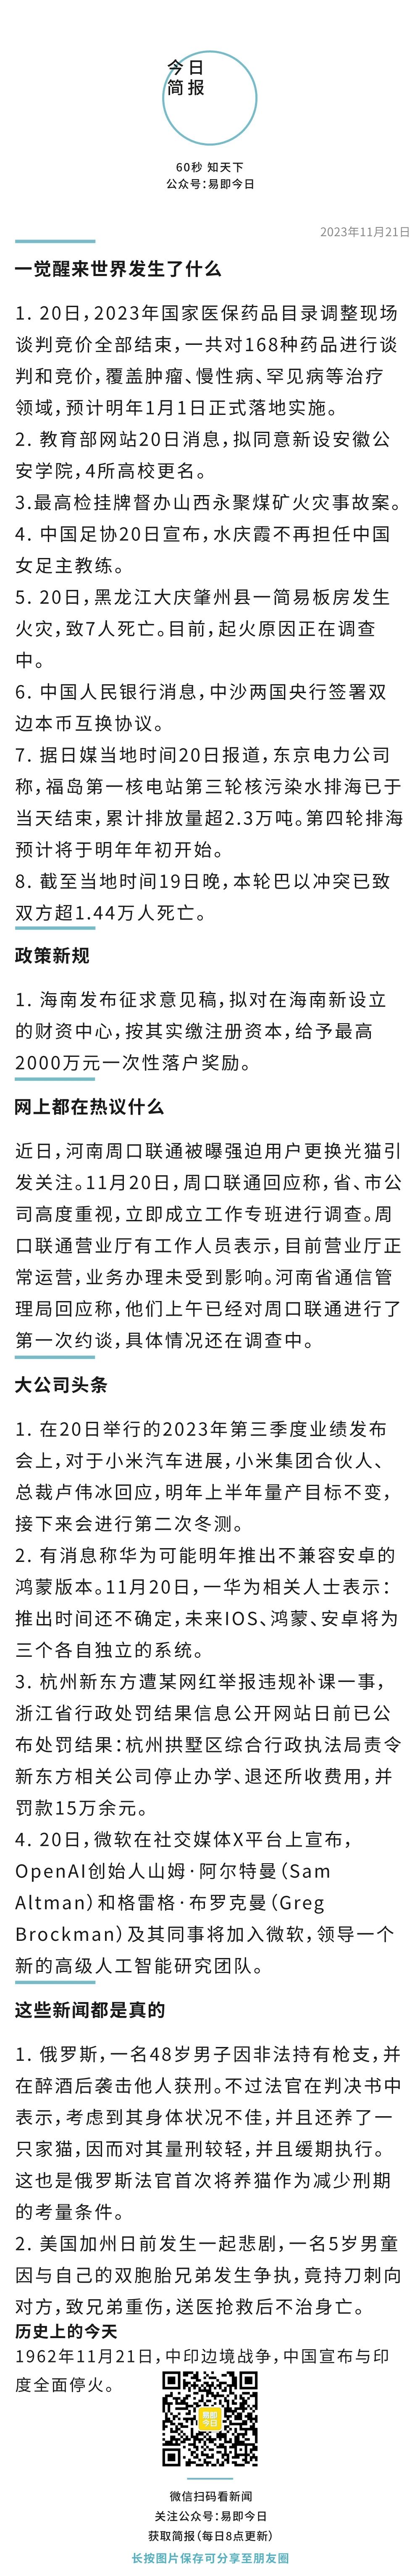 今日
简报
60秒 知天下
公众号：易即今日
2023年11月21日
一觉醒来世界发生了什么
1. 20日，2023年国家医保药品目录调整现场
谈判竞价全部结束，一共对168种药品进行谈
判和竞价，覆盖肿瘤、慢性病、罕见病等治疗
领域，预计明年1月1日正式落地实施。
2. 教育部网站20日消息，拟同意新设安徽公
安学院，4所高校更名。
3.最高检挂牌督办山西永聚煤矿火灾事故案。
4. 中国足协20日宣布，水庆霞不再担任中国
女足主教练。
5. 20日，黑龙江大庆肇州县一简易板房发生
火灾，致7人死亡。目前，起火原因正在调查
中。
6. 中国人民银行消息，中沙两国央行签署双
边本币互换协议。
7. 据日媒当地时间20日报道，东京电力公司
称，福岛第一核电站第三轮核污染水排海已于
当天结束，累计排放量超2.3万吨。第四轮排海
预计将于明年年初开始。
8. 截至当地时间19日晚，本轮巴以冲突已致
双方超1.44万人死亡。
政策新规
1. 海南发布征求意见稿，拟对在海南新设立
的财资中心，按其实缴注册资本，给予最高
2000万元一次性落户奖励。
网上都在热议什么
近日，河南周口联通被曝强迫用户更换光猫引
发关注。11月20日，周口联通回应称，省、市公
司高度重视，立即成立工作专班进行调查。周
口联通营业厅有工作人员表示，目前营业厅正
常运营，业务办理未受到影响。河南省通信管
理局回应称，他们上午已经对周口联通进行了
第一次约谈，具体情况还在调查中。
大公司头条
1. 在20日举行的2023年第三季度业绩发布
会上，对于小米汽车进展，小米集团合伙人、
总裁卢伟冰回应，明年上半年量产目标不变，
接下来会进行第二次冬测。
2. 有消息称华为可能明年推出不兼容安卓的
鸿蒙版本。11月20日，一华为相关人士表示：
推出时间还不确定，未来IOS、鸿蒙、安卓将为
三个各自独立的系统。
3. 杭州新东方遭某网红举报违规补课一事，
浙江省行政处罚结果信息公开网站日前已公
布处罚结果：杭州拱墅区综合行政执法局责令
新东方相关公司停止办学、退还所收费用，并
罚款15万余元。
4. 20日，微软在社交媒体X平台上宣布，
OpenAI创始人山姆·阿尔特曼（Sam
Altman）和格雷格·布罗克曼（Greg
Brockman）及其同事将加入微软，领导一个
新的高级人工智能研究团队。
这些新闻都是真的
1. 俄罗斯，一名48岁男子因非法持有枪支，并
在醉酒后袭击他人获刑。不过法官在判决书中
表示，考虑到其身体状况不佳，并且还养了一
只家猫，因而对其量刑较轻，并且缓期执行。
这也是俄罗斯法官首次将养猫作为减少刑期
的考量条件。
2. 美国加州日前发生一起悲剧，一名5岁男童
因与自己的双胞胎兄弟发生争执，竟持刀刺向
对方，致兄弟重伤，送医抢救后不治身亡。
历史上的今天
1962年11月21日，中印边境战争，中国宣布与印
度全面停火。
易即
今日
微信扫码看新闻
关注公众号：易即今日
获取简报（每日8点更新）
长按图片保存可分享至朋友圈